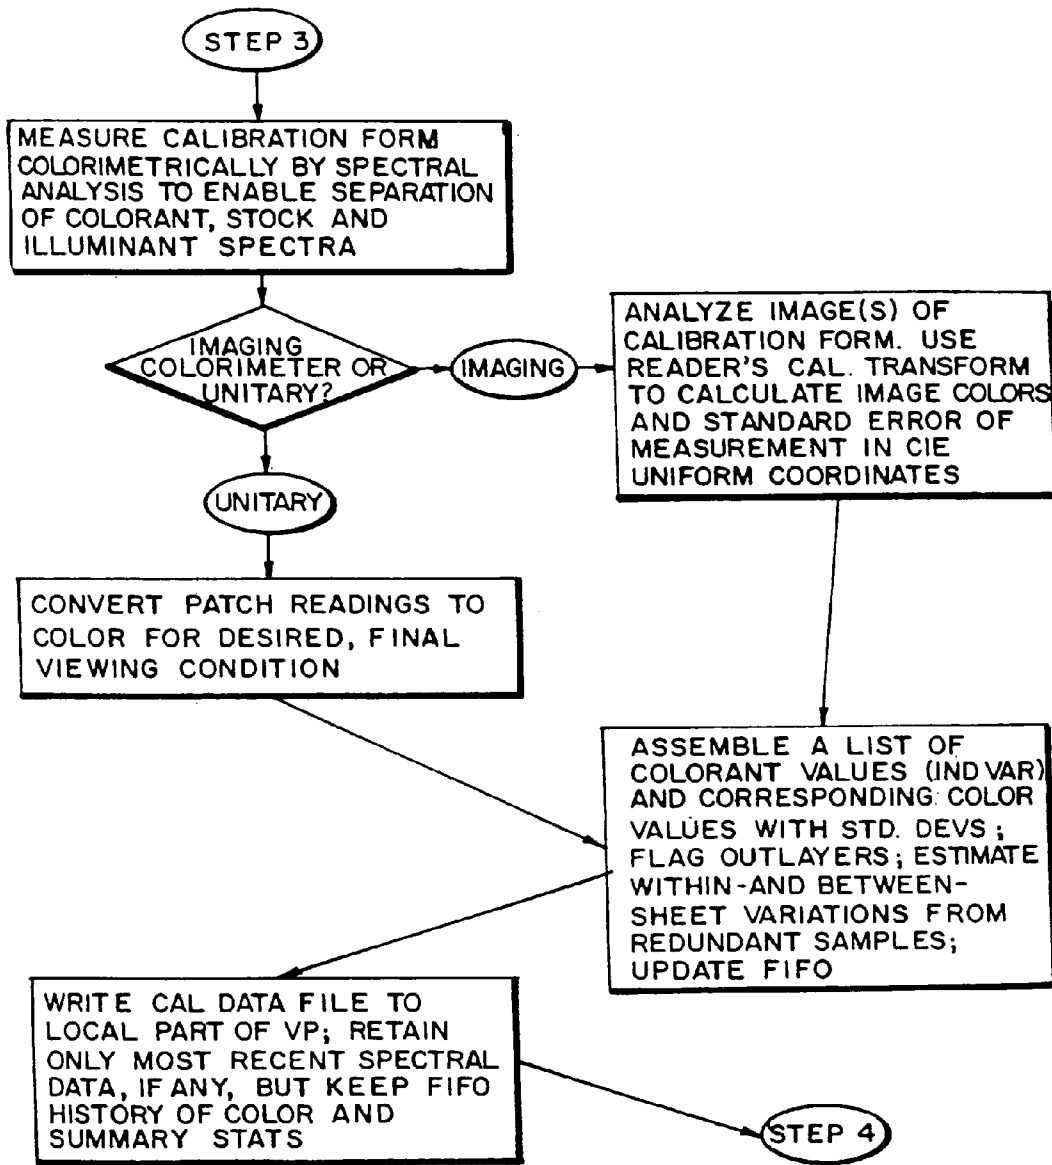 STEP 3
MEASURE CALIBRATION FORM
COLORIMETRICALLY BY SPECTRAL
ANALYSIS TO ENABLE SEPARATION
OF COLORANT, STOCK AND
ILLUMINANT SPECTRA
IMAGING
COLORIMETER OR
UNITARY?
IMAGING
ANALYZE IMAGE(S) OF
CALIBRATION FORM. USE
READER'S CAL. TRANSFORM
TO CALCULATE IMAGE COLORS
AND STANDARD ERROR OF
MEASUREMENT IN CIE
UNIFORM COORDINATES
UNITARY
CONVERT PATCH READINGS TO
COLOR FOR DESIRED, FINAL
VIEWING CONDITION
ASSEMBLE A LIST OF
COLORANT VALUES (IND VAR)
AND CORRESPONDING COLOR
VALUES WITH STD. DEVS;
FLAG OUTLAYERS; ESTIMATE
WITHIN-AND BETWEEN-
SHEET VARIATIONS FROM
REDUNDANT SAMPLES;
UPDATE FIFO
WRITE CAL DATA FILE TO
LOCAL PART OF VP; RETAIN
ONLY MOST RECENT SPECTRAL
DATA, IF ANY, BUT KEEP FIFO
HISTORY OF COLOR AND
SUMMARY STATS
STEP 4